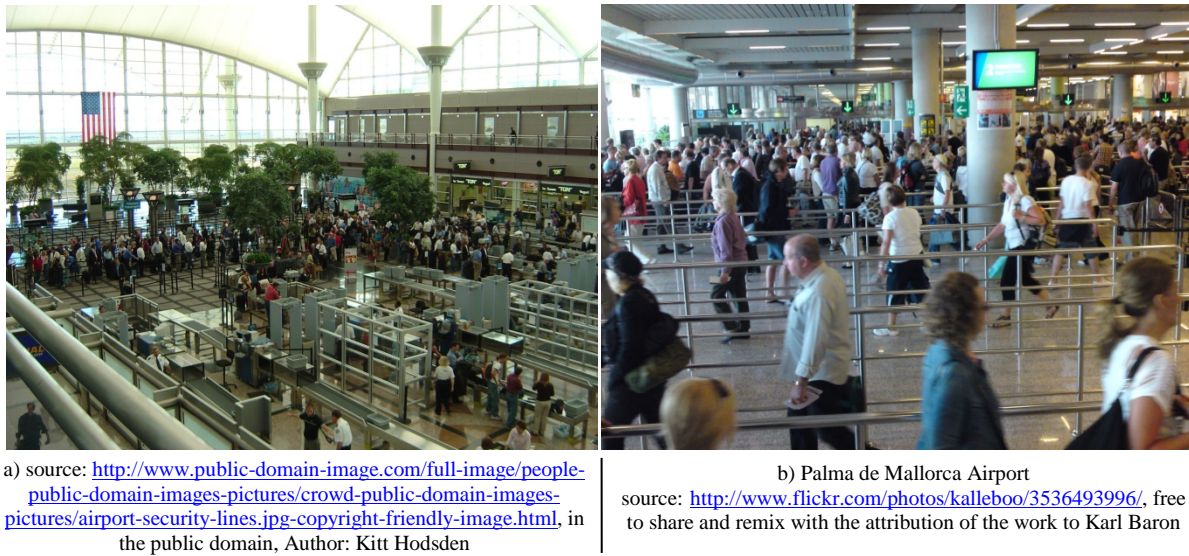 a) source: http://www.public-domain-image.com/full-image/people-
public-domain-images-pictures/crowd-public-domain-images-
pictures/airport-security-lines.jpg-copyright-friendly-image.html, in
the public domain, Author: Kitt Hodsden
b) Palma de Mallorca Airport
source: http://www.flickr.com/photos/kalleboo/3536493996/, free
to share and remix with the attribution of the work to Karl Baron